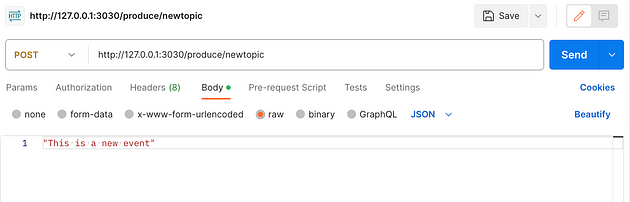 HTTP http://127.0.0.1:3030/produce/newtopic Save
POST http://127.0.0.1:3030/produce/newtopic Send
Params Authorization Headers (8) Body Pre-request Script Tests Settings Cookies
none form-data x-www-form-urlencoded raw binary GraphQL JSON Beautify
1 "This is a new event"